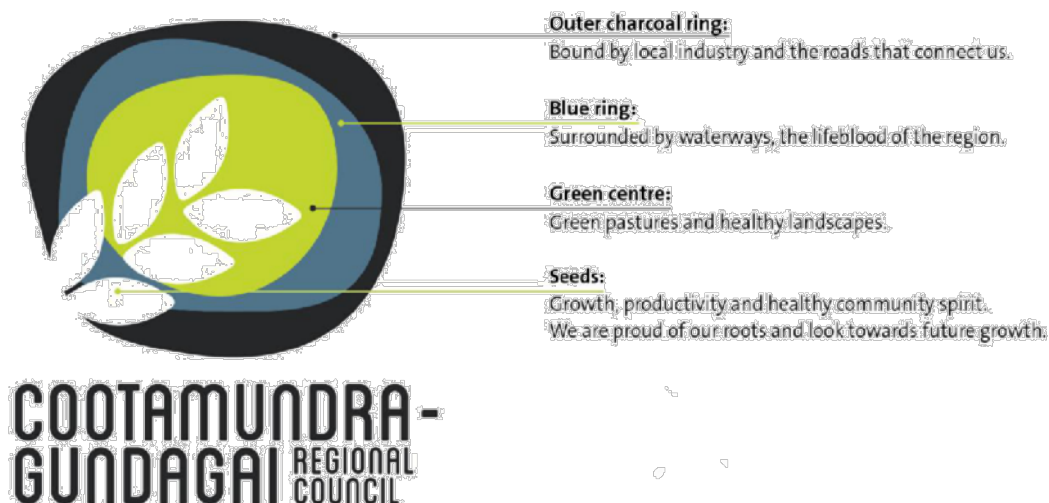 Outer charcoal ring:
Bound by local industry and the roads that connect us.
Blue ring:
Surrounded by waterways, the lifeblood of the region.
Green centre:
Green pastures and healthy landscapes.
Seeds:
Growth, productivity and healthy community spirit.
We are proud of our roots and look towards future growth.
COOTAMUNDRA-
GUNDAGAI REGIONAL
COUNCIL